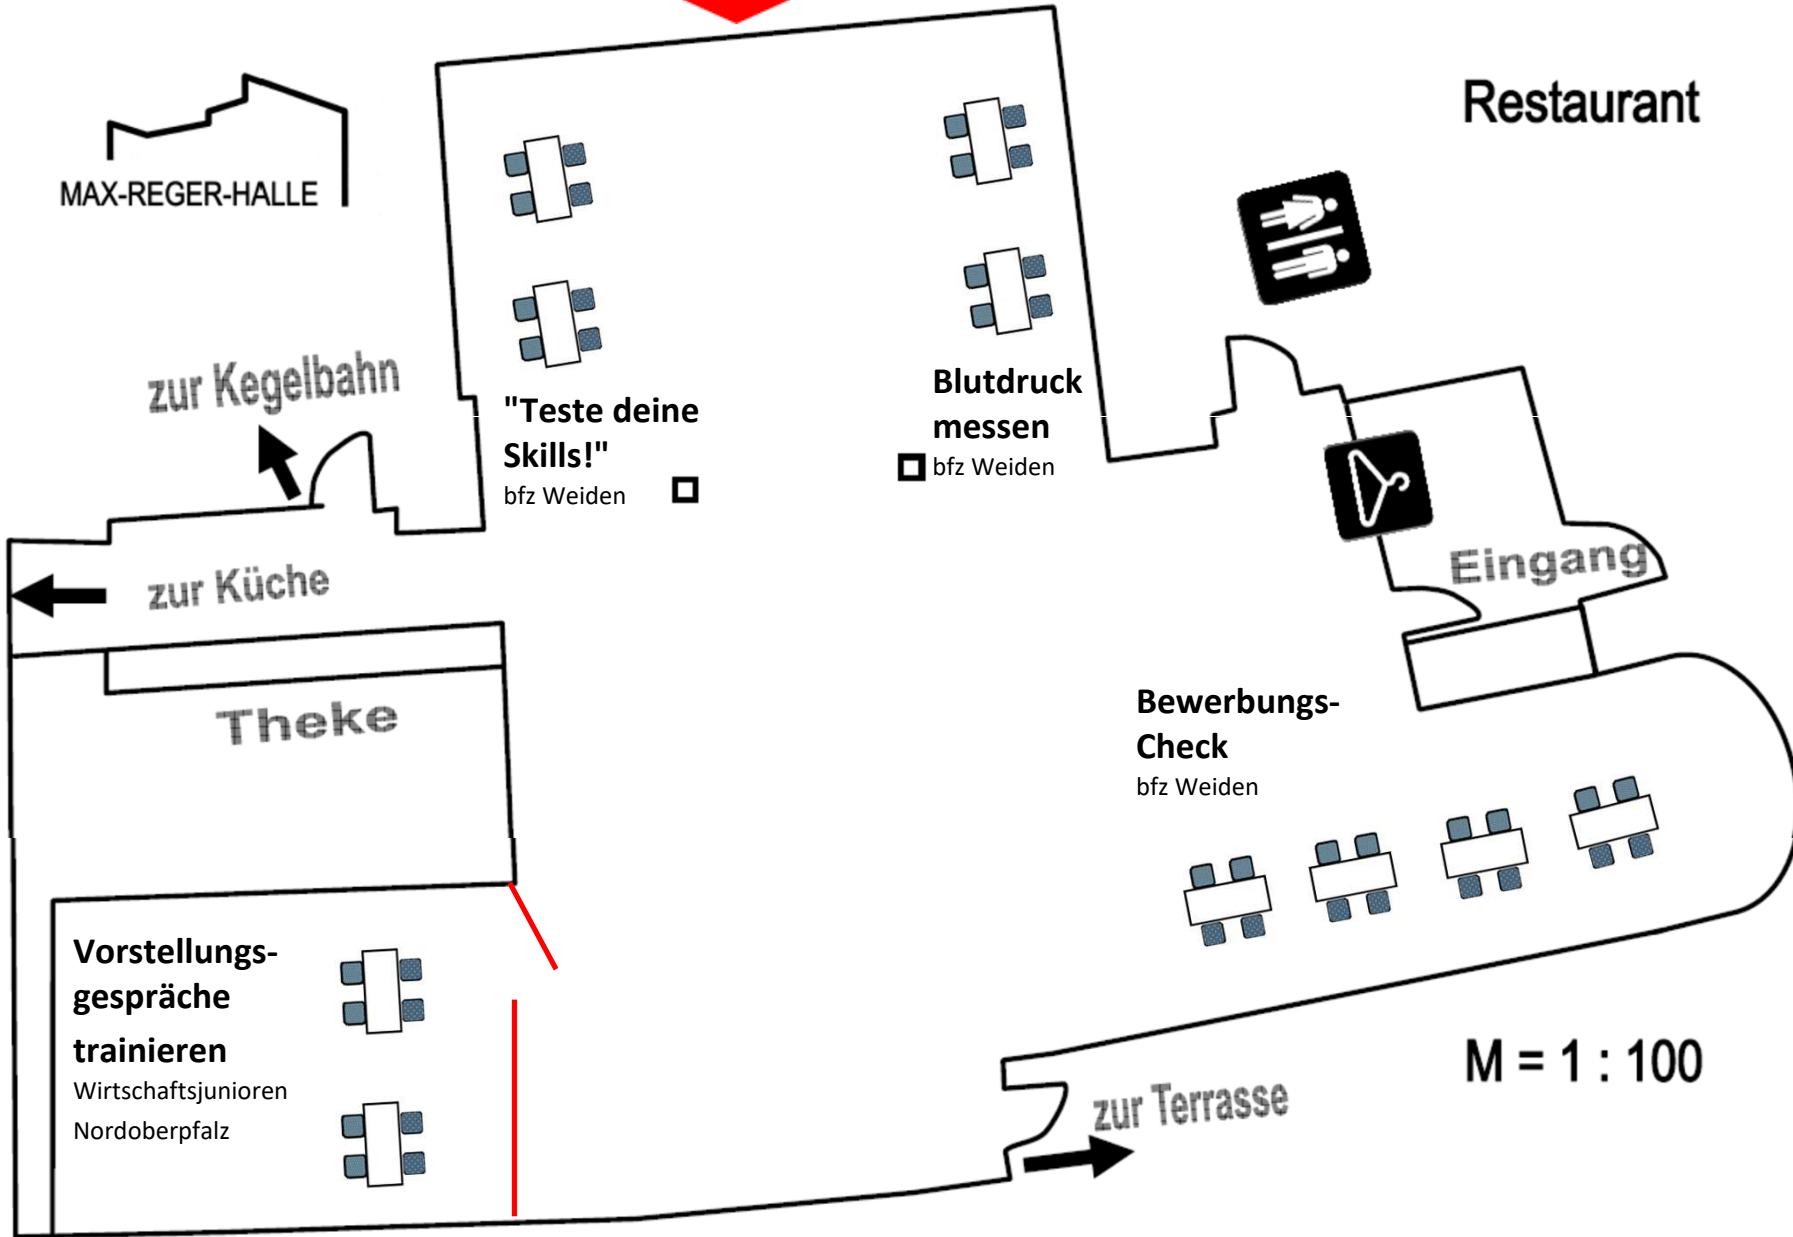 Restaurant
MAX-REGER-HALLE
zur Kegelbahn
"Teste deine
Skills!"
bfz Weiden
Blutdruck
messen
bfz Weiden
Eingang
zur Küche
Theke
Bewerbungs-
Check
bfz Weiden
Vorstellungs-
gespräche
trainieren
Wirtschaftsjunioren
Nordoberpfalz
zur Terrasse
M = 1 : 100